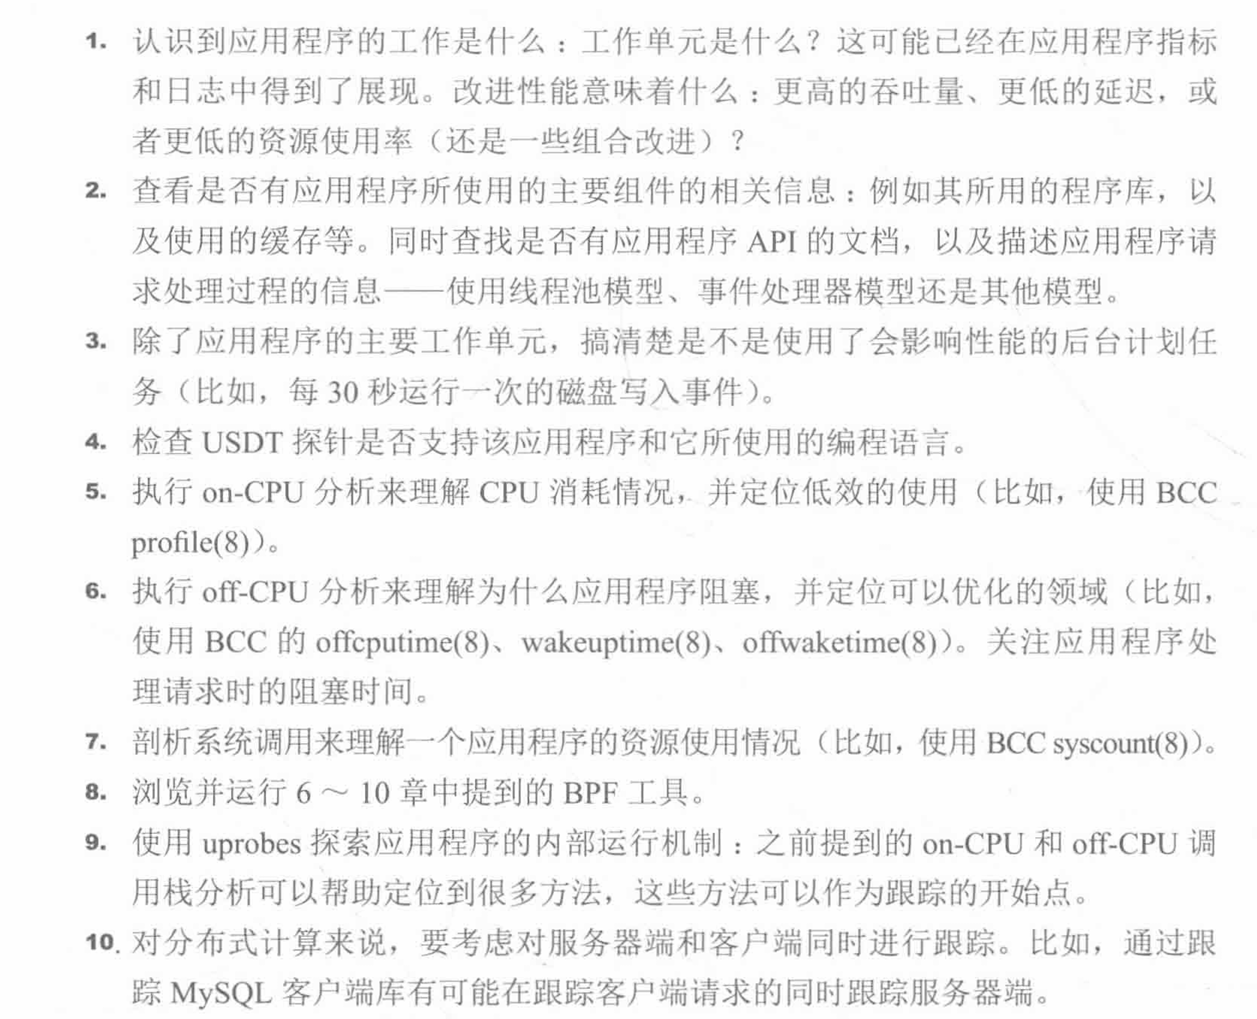 1. 认识到应用程序的工作是什么：工作单元是什么？这可能已经在应用程序指标
和日志中得到了展现。改进性能意味着什么：更高的吞吐量、更低的延迟，或
者更低的资源使用率（还是一些组合改进）？
2. 查看是否有应用程序所使用的主要组件的相关信息：例如其所用的程序库，以
及使用的缓存等。同时查找是否有应用程序 API 的文档，以及描述应用程序请
求处理过程的信息——使用线程池模型、事件处理器模型还是其他模型。
3. 除了应用程序的主要工作单元，搞清楚是不是使用了会影响性能的后台计划任
务（比如，每 30 秒运行一次的磁盘写入事件）。
4. 检查 USDT 探针是否支持该应用程序和它所使用的编程语言。
5. 执行 on-CPU 分析来理解 CPU 消耗情况，并定位低效的使用（比如，使用 BCC
profile(8)）。
6. 执行 off-CPU 分析来理解为什么应用程序阻塞，并定位可以优化的领域（比如，
使用 BCC 的 offcputime(8)、wakeuptime(8)、offwaketime(8)）。关注应用程序处
理请求时的阻塞时间。
7. 剖析系统调用来理解一个应用程序的资源使用情况（比如，使用 BCC syscount(8)）。
8. 浏览并运行 6 ～ 10 章中提到的 BPF 工具。
9. 使用 uprobes 探索应用程序的内部运行机制：之前提到的 on-CPU 和 off-CPU 调
用栈分析可以帮助定位到很多方法，这些方法可以作为跟踪的开始点。
10. 对分布式计算来说，要考虑对服务器端和客户端同时进行跟踪。比如，通过跟
踪 MySQL 客户端库有可能在跟踪客户端请求的同时跟踪服务器端。